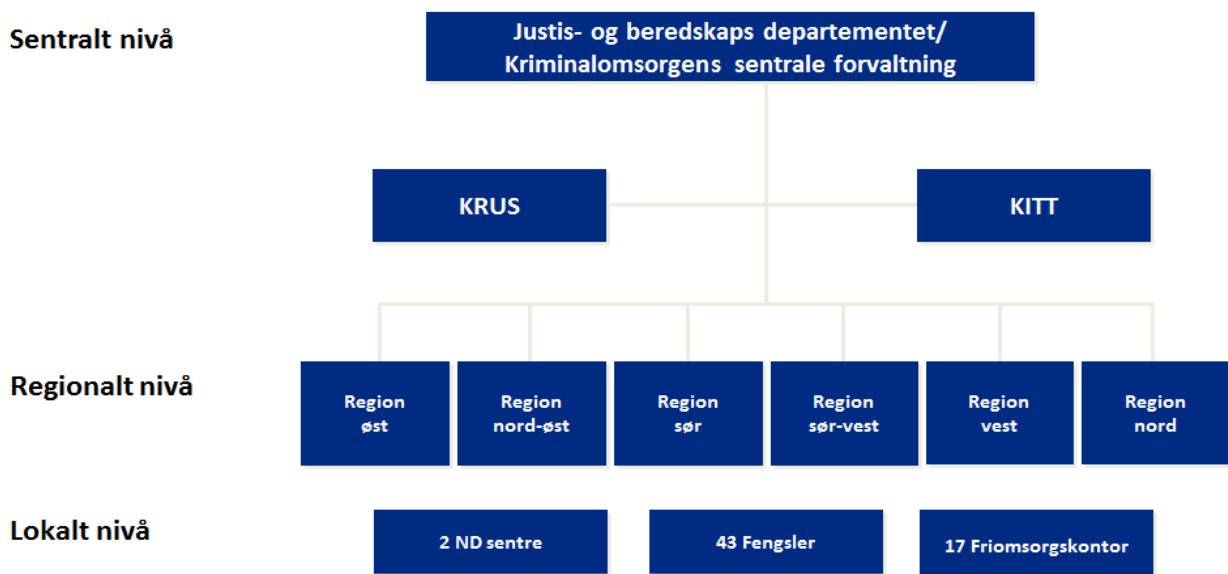 Sentralt nivå
Justis- og beredskaps departementet/
Kriminalomsorgens sentrale forvaltning
KRUS
KITT
Regionalt nivå
Region
øst
Region
nord-øst
Region
sør
Region
sør-vest
Region
vest
Region
nord
Lokalt nivå
2 ND sentre
43 Fengsler
17 Friomsorgskontor